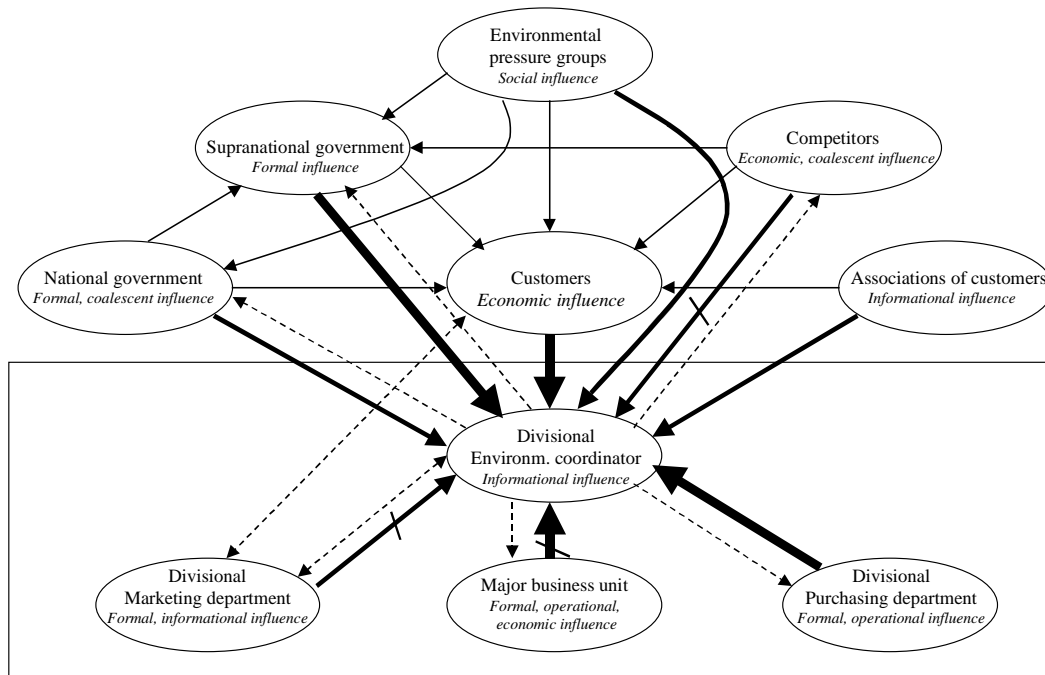 Environmental
pressure groups
Social influence
Supranational government
Formal influence
Competitors
Economic, coalescent influence
National government
Formal, coalescent influence
Customers
Economic influence
Associations of customers
Informational influence
Divisional
Environm. coordinator
Informational influence
Divisional
Marketing department
Formal, informational influence
Major business unit
Formal, operational,
economic influence
Divisional
Purchasing department
Formal, operational influence